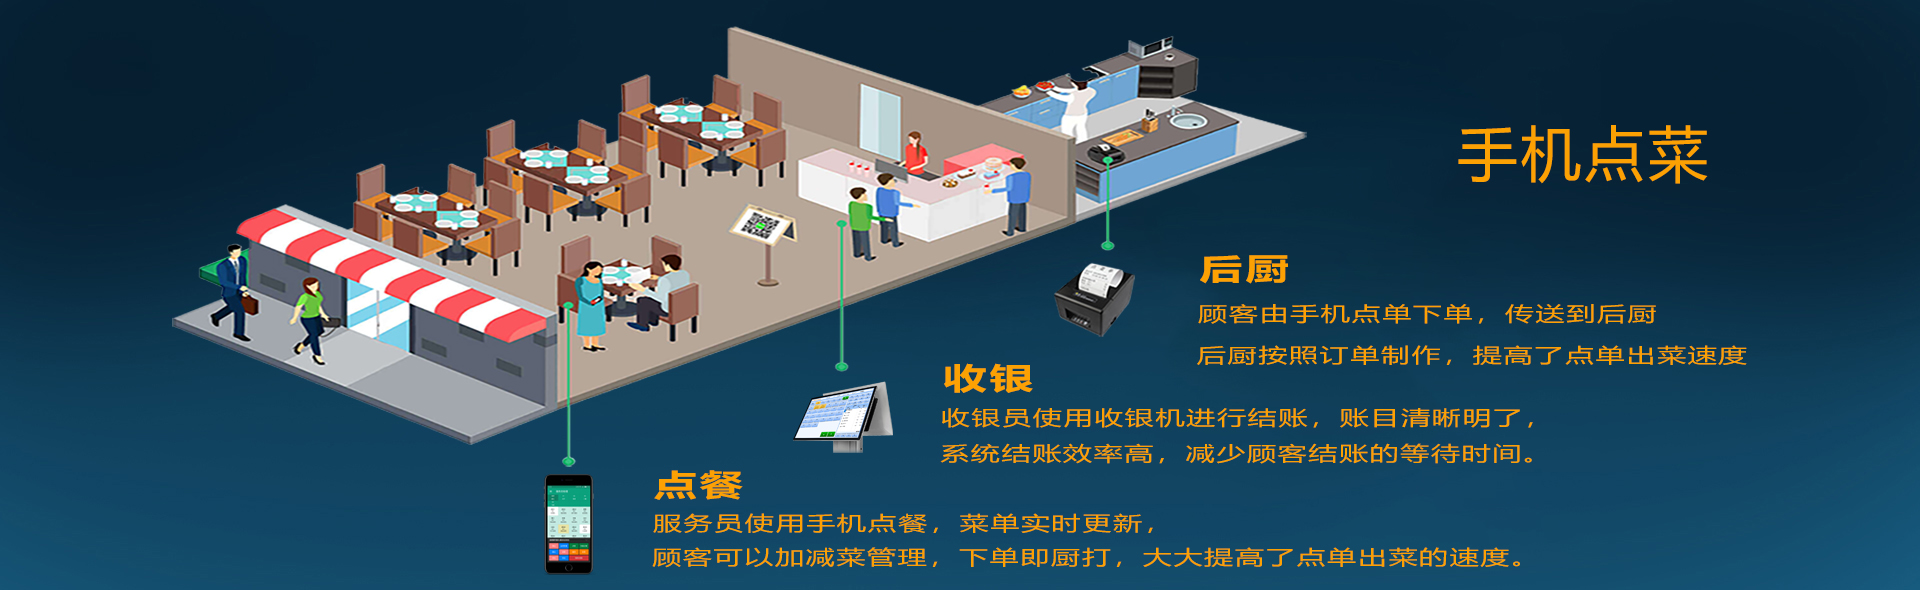 手机点菜
后厨
顾客由手机点单下单，传送到后厨
后厨按照订单制作，提高了点单出菜速度
收银
收银员使用收银机进行结账，账目清晰明了，
系统结账效率高，减少顾客结账的等待时间。
点餐
服务员使用手机点餐，菜单实时更新，
顾客可以加减菜管理，下单即厨打，大大提高了点单出菜的速度。